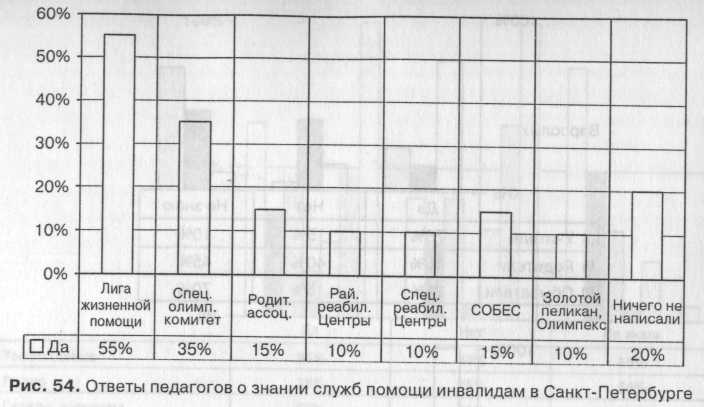 60%
50%
40%
30%
20%
10%
0%
Лига жизненной помощи
Спец. олимп. комитет
Родит. ассоц.
Рай. реабил. Центры
Спец. реабил. Центры
СОБЕС
Золотой пеликан, Олимпекс
Ничего не написали
Да 55% 35% 15% 10% 10% 15% 10% 20%
Рис. 54. Ответы педагогов о знании служб помощи инвалидам в Санкт-Петербурге